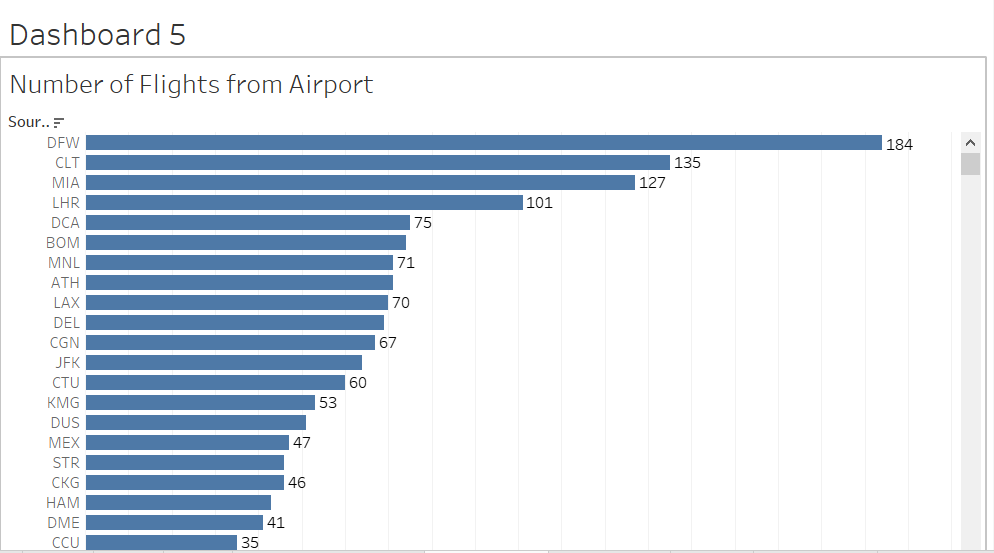 Dashboard 5
Number of Flights from Airport
Sour..
DFW 184
CLT 135
MIA 127
LHR 101
DCA 75
BOM
MNL 71
ATH
LAX 70
DEL
CGN 67
JFK
CTU 60
KMG 53
DUS
MEX 47
STR
CKG 46
HAM
DME 41
CCU 35